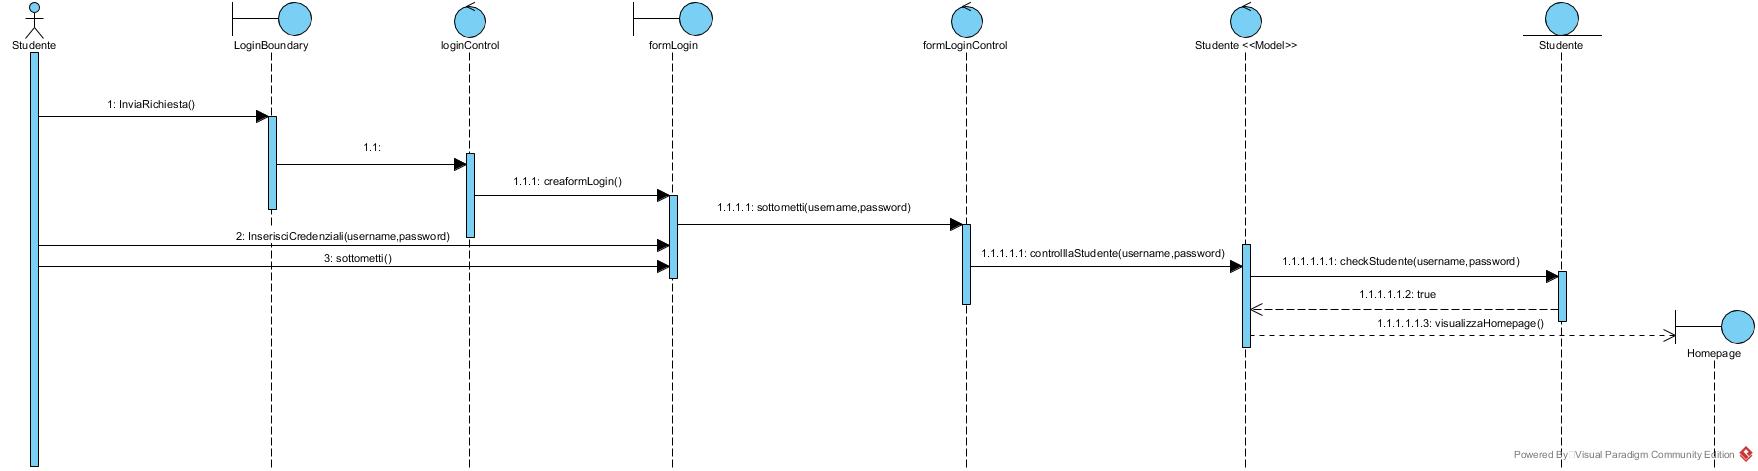 Studente
LoginBoundary
loginControl
formLogin
formLoginControl
Studente <<Model>>
Studente
1: InviaRichiesta()
1.1:
1.1.1: creaformLogin()
1.1.1.1: sottometti(username,password)
2: InserisciCredenziali(username,password)
3: sottometti()
1.1.1.1.1: controlllaStudente(username,password)
1.1.1.1.1.1: checkStudente(username,password)
1.1.1.1.1.2: true
1.1.1.1.1.3: visualizzaHomepage()
Homepage
Powered By Visual Paradigm Community Edition